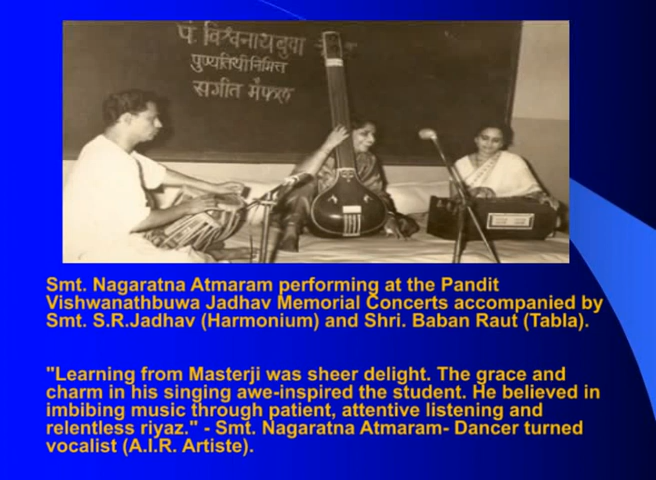 पं. विश्वनाथबुवा
पुण्यतिथीनिमित्त
संगीत मैफल
Smt. Nagaratna Atmaram performing at the Pandit
Vishwanathbuwa Jadhav Memorial Concerts accompanied by
Smt. S.R.Jadhav (Harmonium) and Shri. Baban Raut (Tabla).
"Learning from Masterji was sheer delight. The grace and
charm in his singing awe-inspired the student. He believed in
imbibing music through patient, attentive listening and
relentless riyaz." - Smt. Nagaratna Atmaram- Dancer turned
vocalist (A.I.R. Artiste).